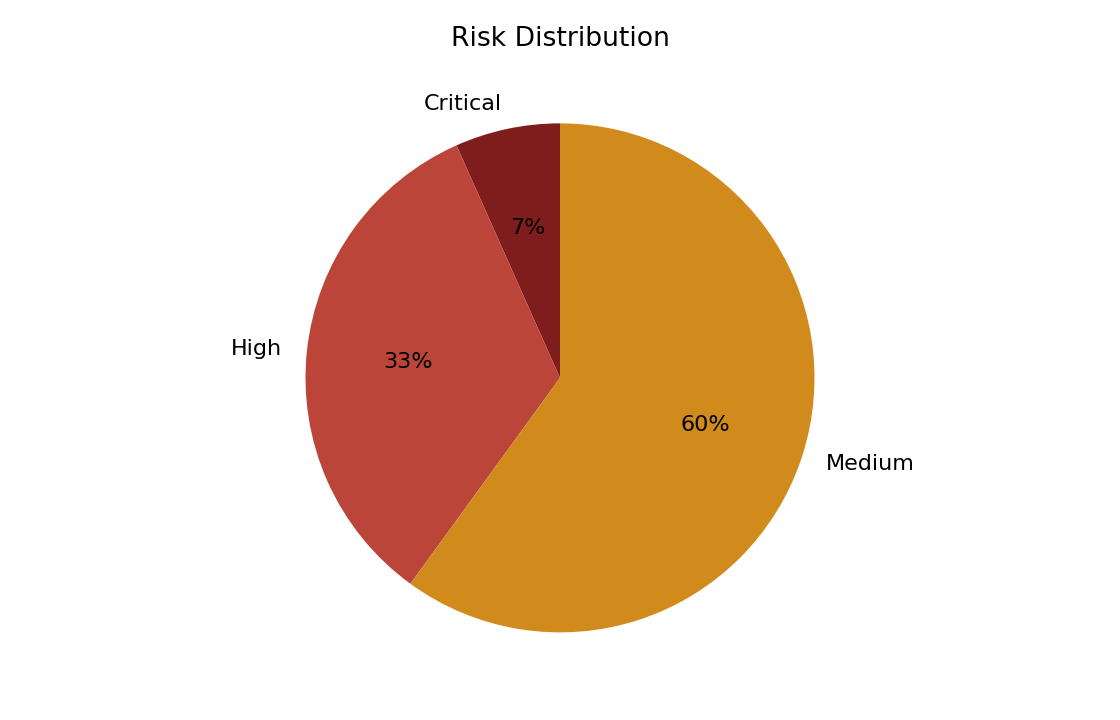 Risk Distribution
Critical
7%
High
33%
60%
Medium